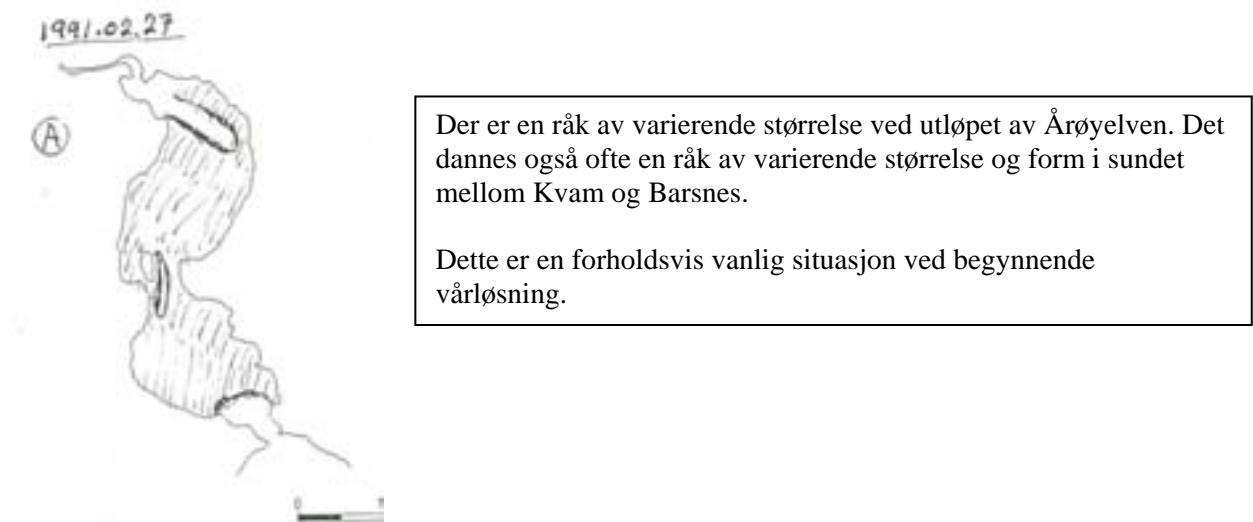 1991.02.27
A
Der er en råk av varierende størrelse ved utløpet av Årøyelven. Det
dannes også ofte en råk av varierende størrelse og form i sundet
mellom Kvam og Barsnes.
Dette er en forholdsvis vanlig situasjon ved begynnende
vårløsning.
0